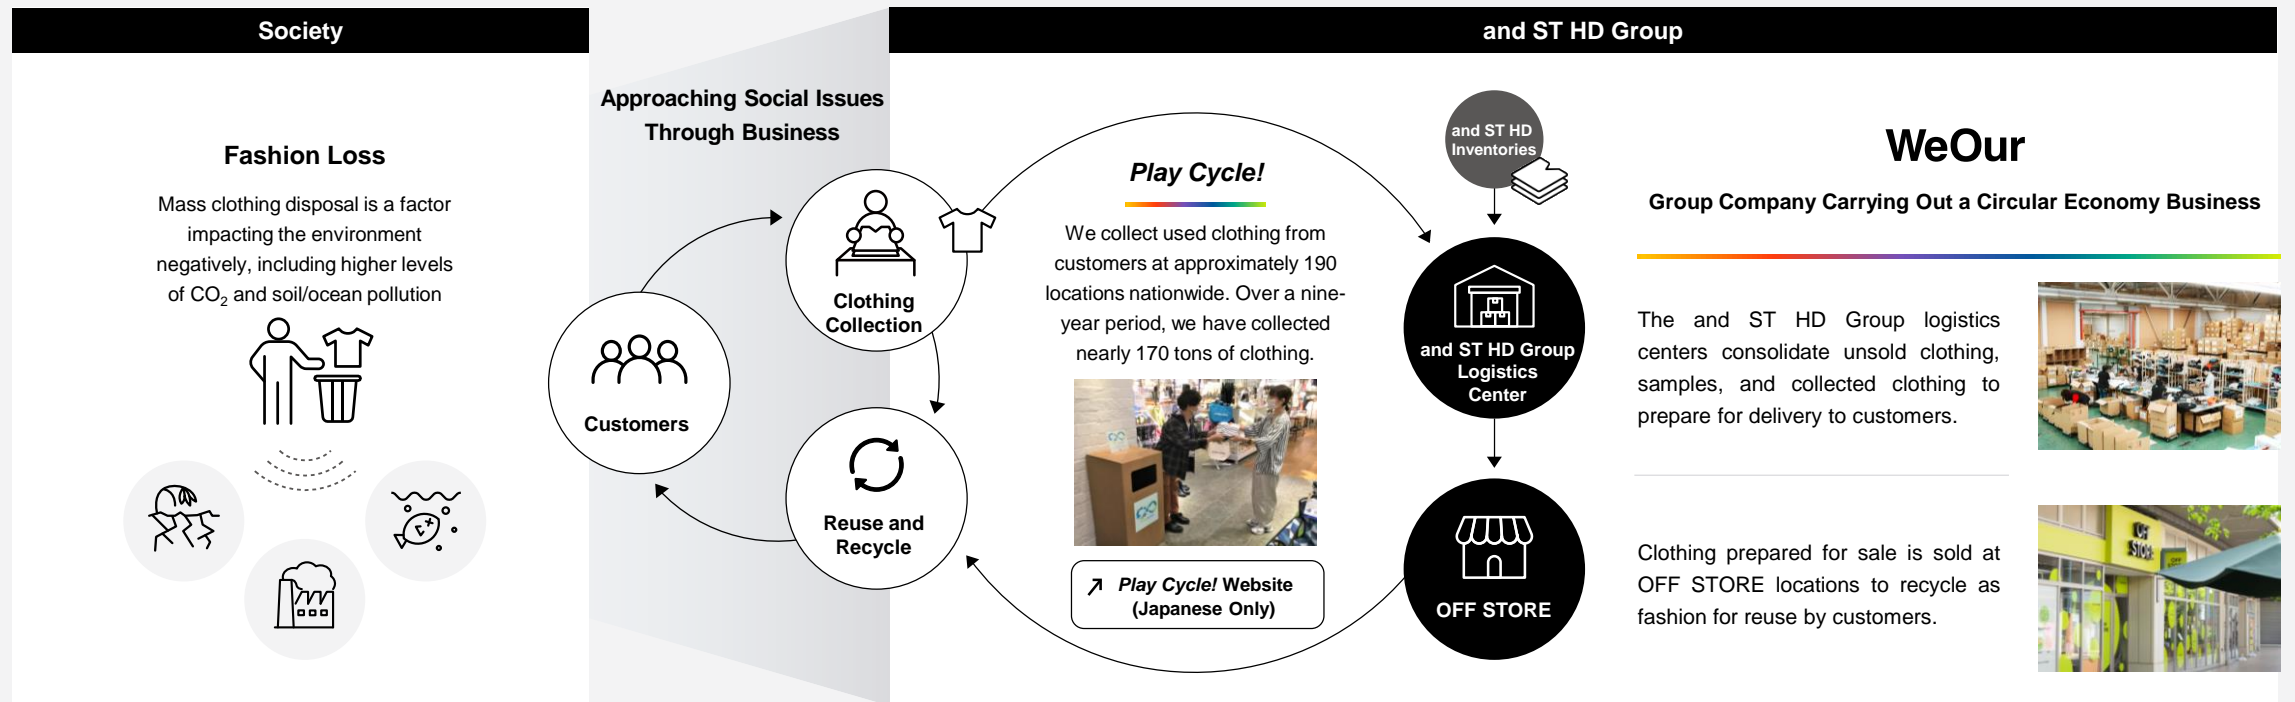 Society
and ST HD Group
Fashion Loss
Mass clothing disposal is a factor
impacting the environment
negatively, including higher levels
of CO₂ and soil/ocean pollution
Approaching Social Issues
Through Business
Customers
Clothing
Collection
Reuse and
Recycle
Play Cycle!
We collect used clothing from
customers at approximately 190
locations nationwide. Over a nine-
year period, we have collected
nearly 170 tons of clothing.
Play Cycle! Website
(Japanese Only)
and ST HD
Inventories
and ST HD Group
Logistics
Center
OFF STORE
WeOur
Group Company Carrying Out a Circular Economy Business
The and ST HD Group logistics
centers consolidate unsold clothing,
samples, and collected clothing to
prepare for delivery to customers.
Clothing prepared for sale is sold at
OFF STORE locations to recycle as
fashion for reuse by customers.
OFF
STORE